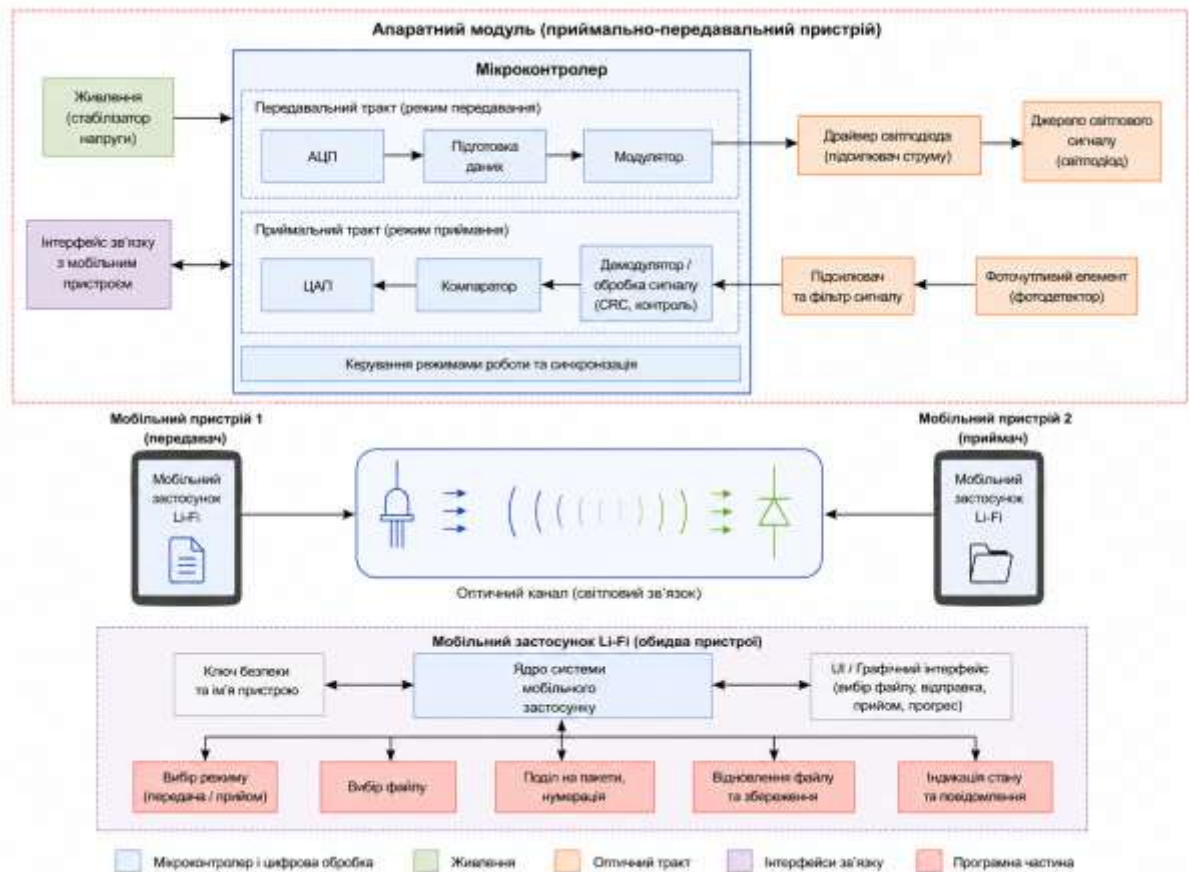 Апаратний модуль (приймально-передавальний пристрій)
Мікроконтролер
Живлення
(стабілізатор
напруги)
Передавальний тракт (режим передавання)
АЦП
Підготовка
даних
Модулятор
Драйвер світлодіода
(підсилювач струму)
Джерело світлового
сигналу
(світлодіод)
Інтерфейс зв'язку
з мобільним
пристроєм
Приймальний тракт (режим приймання)
ЦАП
Компаратор
Демодулятор /
обробка сигналу
(CRC, контроль)
Підсилювач
та фільтр сигналу
Фоточутливий елемент
(фотодетектор)
Керування режимами роботи та синхронізація
Мобільний пристрій 1
(передавач)
Мобільний
застосунок
Li-Fi
Мобільний пристрій 2
(приймач)
Мобільний
застосунок
Li-Fi
Оптичний канал (світловий зв'язок)
Мобільний застосунок Li-Fi (обидва пристрої)
Ключ безпеки
та ім'я пристрою
Ядро системи
мобільного
застосунку
UI / Графічний інтерфейс
(вибір файлу, відправка,
прийом, прогрес)
Вибір режиму
(передача / прийом)
Вибір файлу
Поділ на пакети,
нумерація
Відновлення файлу
та збереження
Індикація стану
та повідомлення
Мікроконтролер і цифрова обробка
Живлення
Оптичний тракт
Інтерфейси зв'язку
Програмна частина